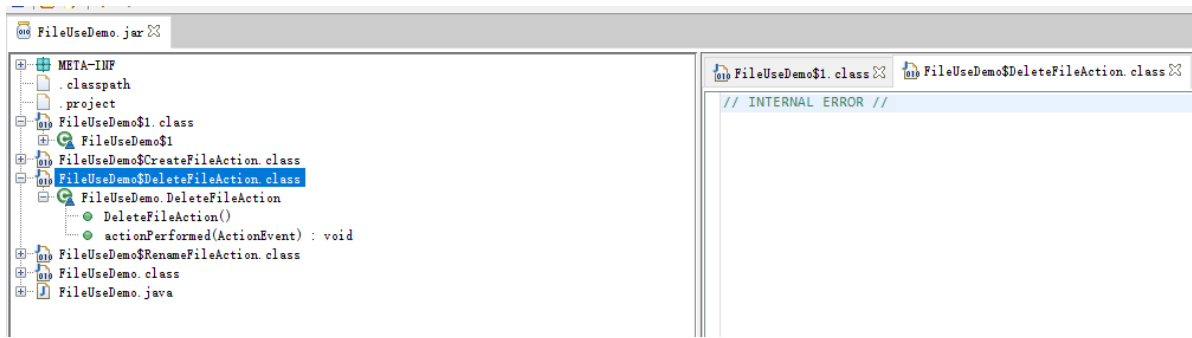 FileUseDemo.jar
META-INF
.classpath
.project
FileUseDemo$1.class
FileUseDemo$1
FileUseDemo$CreateFileAction.class
FileUseDemo$DeleteFileAction.class
FileUseDemo.DeleteFileAction
DeleteFileAction()
actionPerformed(ActionEvent) : void
FileUseDemo$RenameFileAction.class
FileUseDemo.class
FileUseDemo.java
FileUseDemo$1.class
FileUseDemo$DeleteFileAction.class
// INTERNAL ERROR //